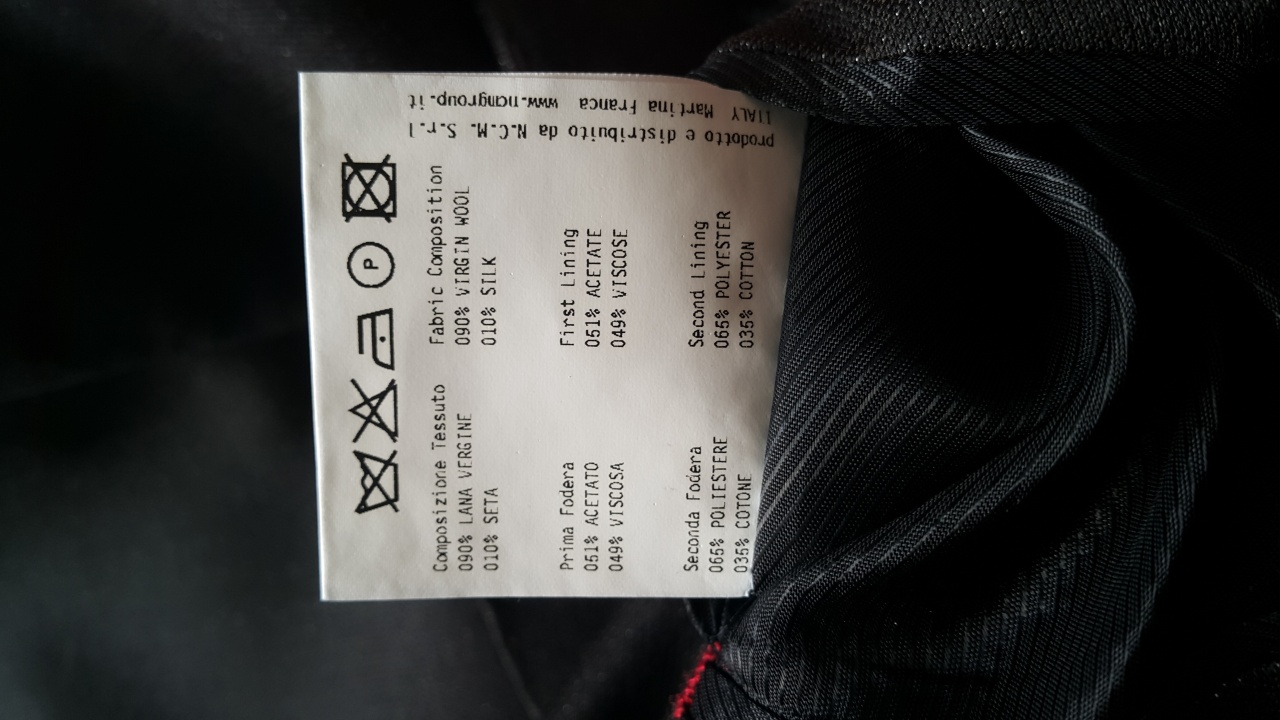 P
Composizione Tessuto
090% LANA VERGINE
010% SETA
Fabric Composition
090% VIRGIN WOOL
010% SILK
Prima Fodera
051% ACETATO
049% VISCOSA
First Lining
051% ACETATE
049% VISCOSE
Seconda Fodera
065% POLIESTERE
035% COTONE
Second Lining
065% POLYESTER
035% COTTON
prodotto e distribuito da N.C.M. S.r.l
ITALY Martina Franca www.ncmgroup.it